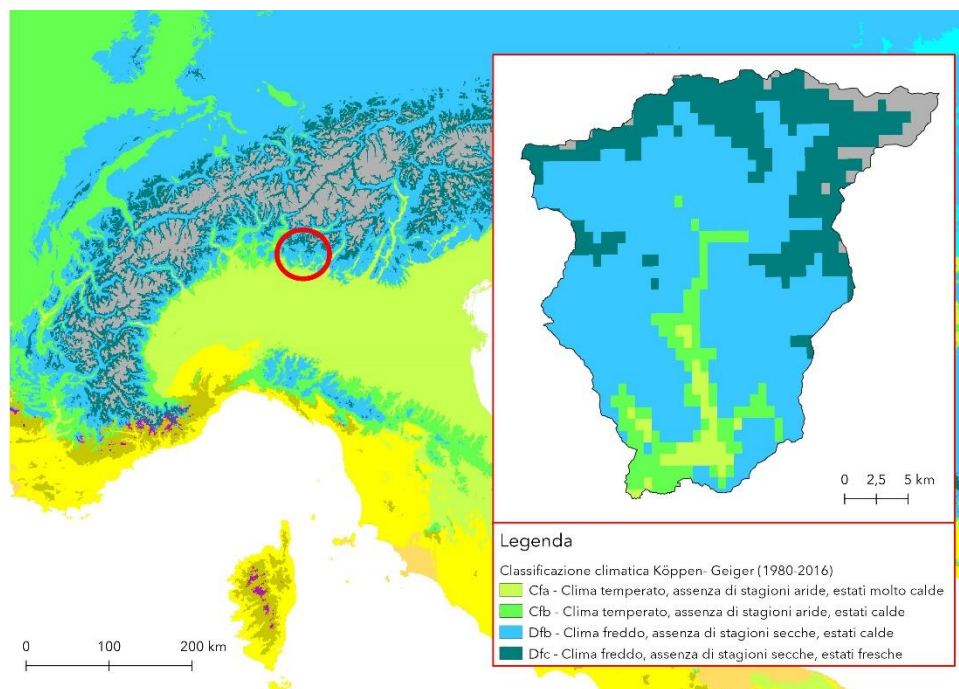 0 2,5 5 km
Legenda
Classificazione climatica Köppen- Geiger (1980-2016)
Cfa - Clima temperato, assenza di stagioni aride, estati molto calde
Cfb - Clima temperato, assenza di stagioni aride, estati calde
Dfb - Clima freddo, assenza di stagioni secche, estati calde
Dfc - Clima freddo, assenza di stagioni secche, estati fresche
0 100 200 km